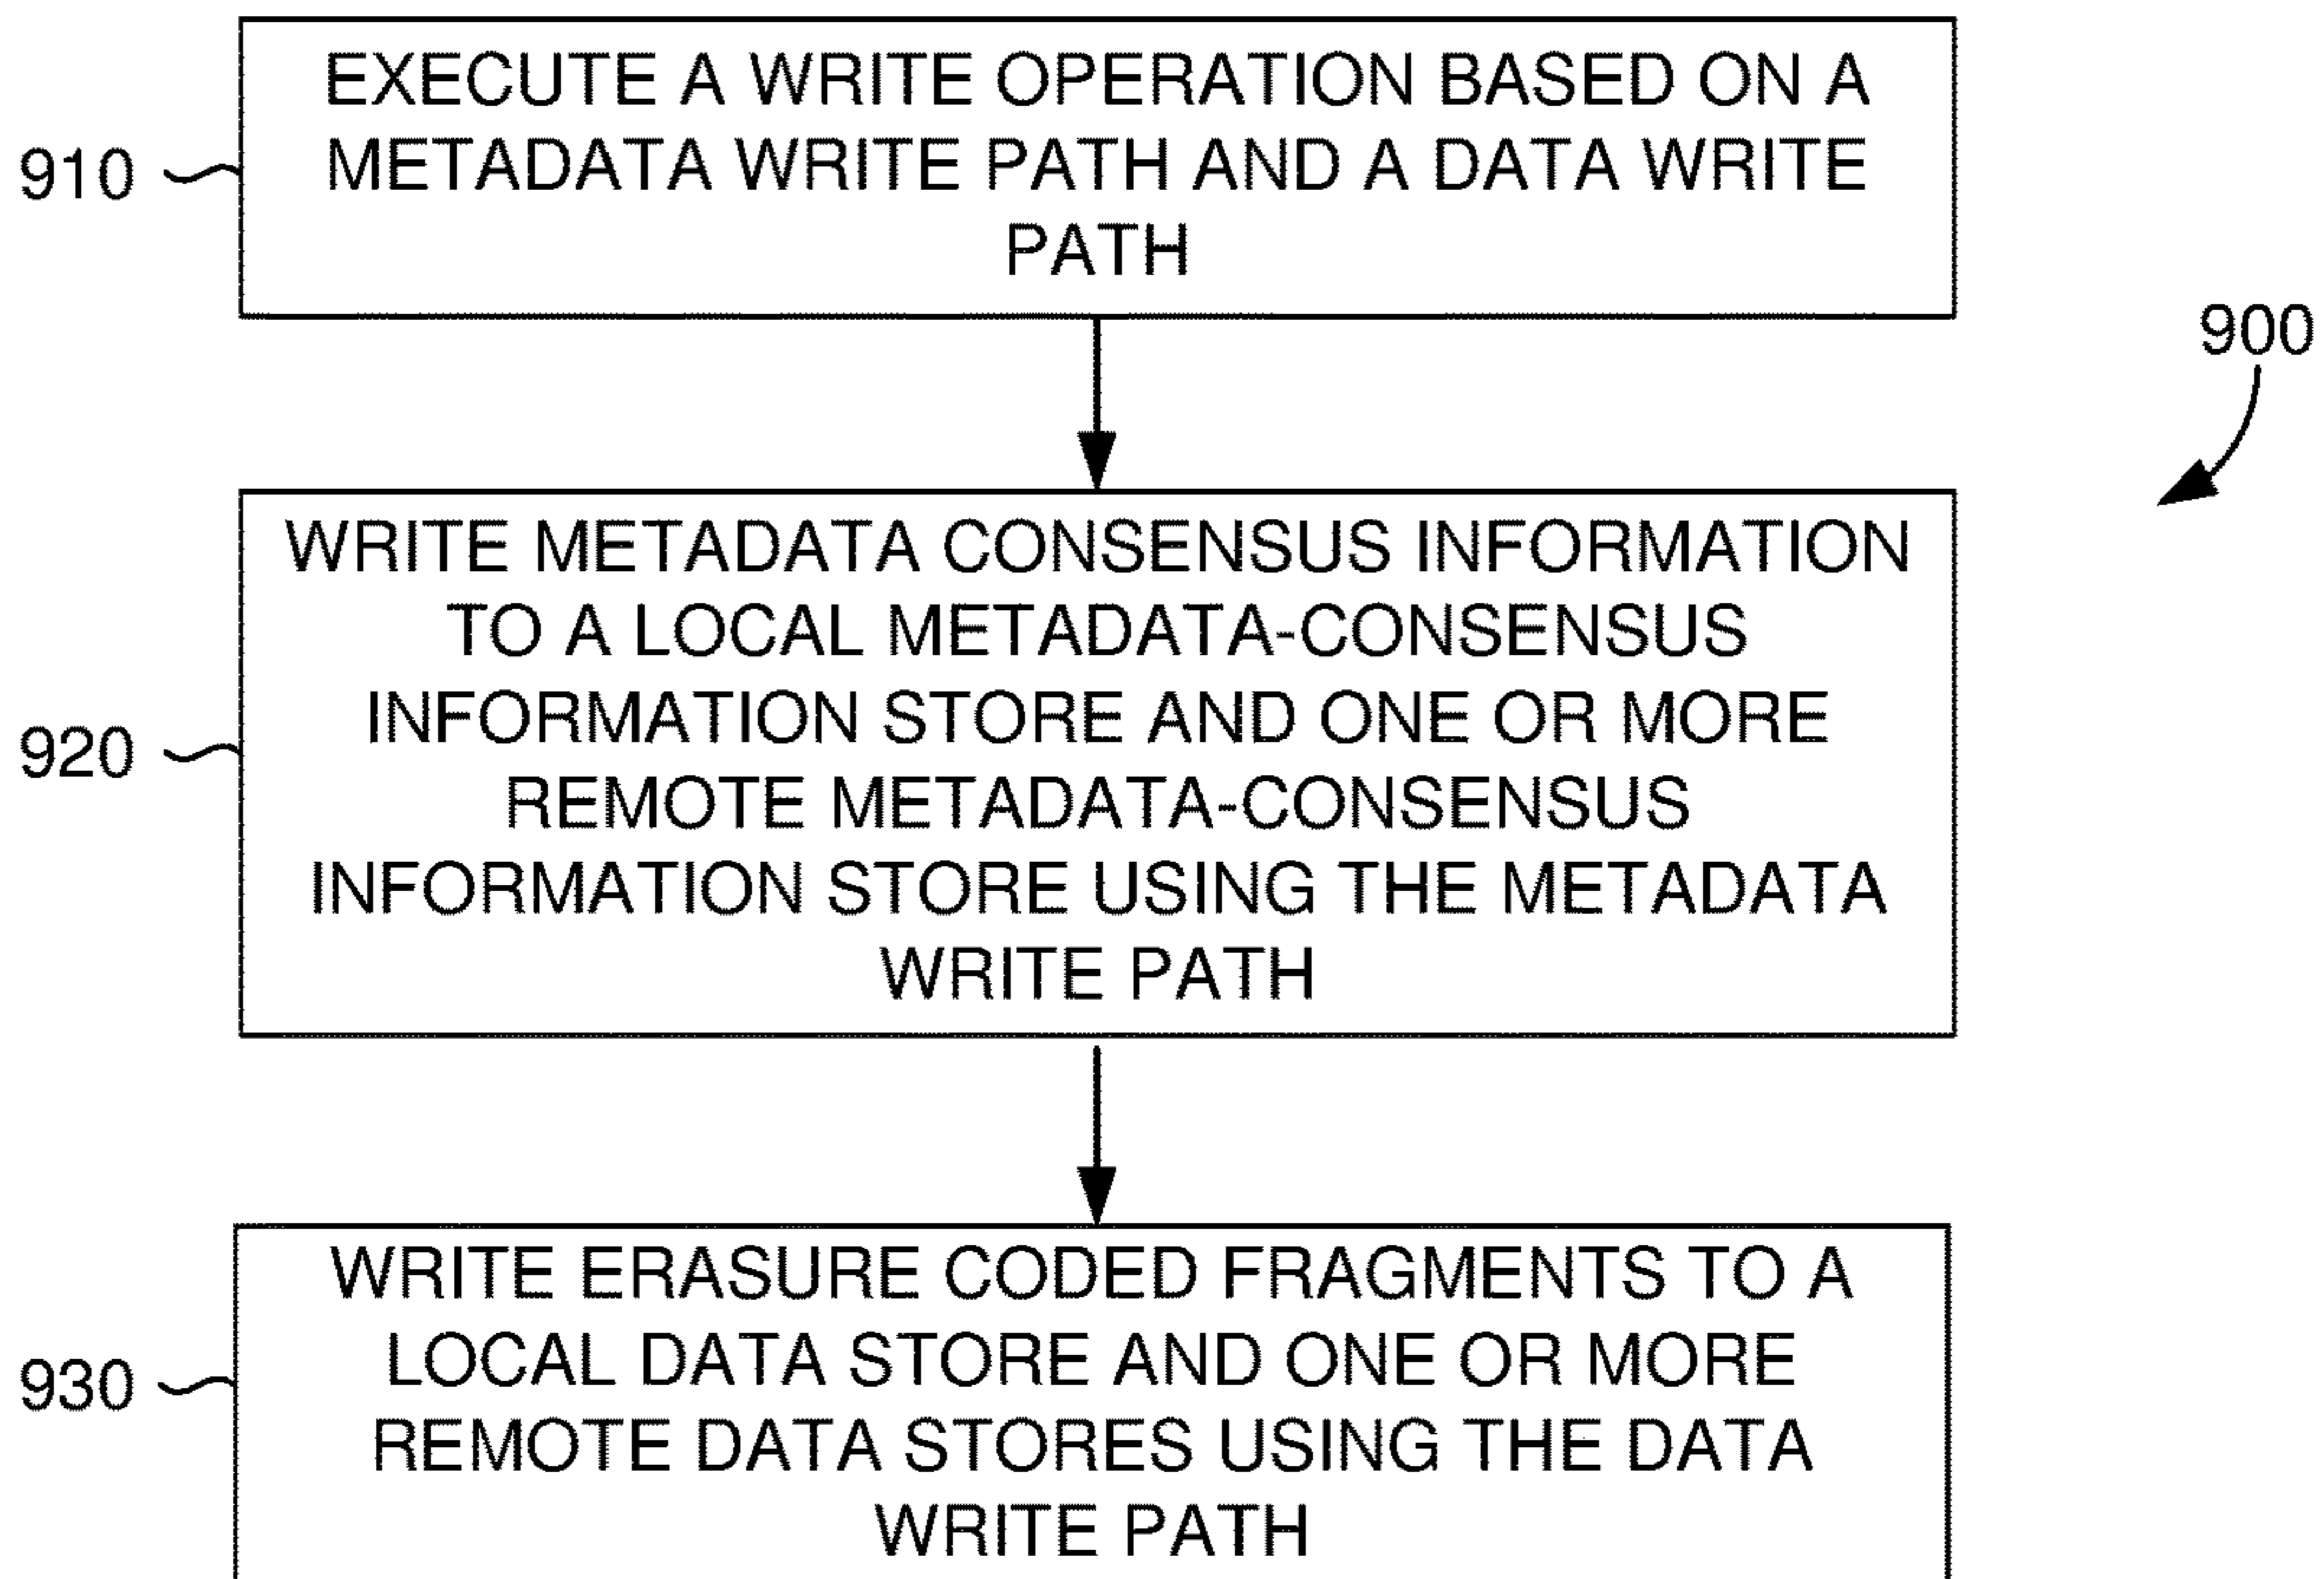 EXECUTE A WRITE OPERATION BASED ON A
METADATA WRITE PATH AND A DATA WRITE
PATH
910
900
WRITE METADATA CONSENSUS INFORMATION
TO A LOCAL METADATA-CONSENSUS
INFORMATION STORE AND ONE OR MORE
REMOTE METADATA-CONSENSUS
INFORMATION STORE USING THE METADATA
WRITE PATH
920
WRITE ERASURE CODED FRAGMENTS TO A
LOCAL DATA STORE AND ONE OR MORE
REMOTE DATA STORES USING THE DATA
WRITE PATH
930